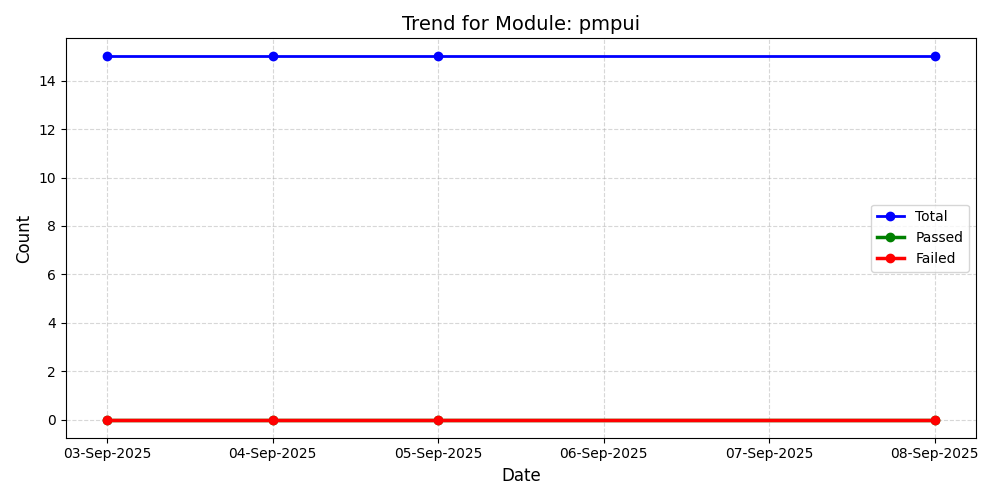 Trend for Module: pmpui
Count
14
12
10
8
6
4
2
0
Total
Passed
Failed
03-Sep-2025 04-Sep-2025 05-Sep-2025 06-Sep-2025 07-Sep-2025 08-Sep-2025
Date